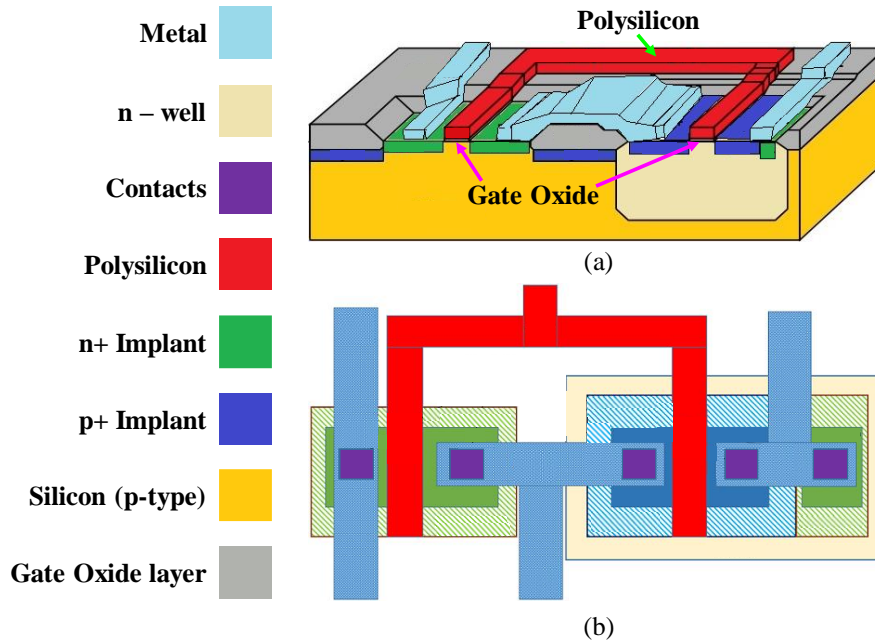 Metal
n – well
Contacts
Polysilicon
n+ Implant
p+ Implant
Silicon (p-type)
Gate Oxide layer
Polysilicon
Gate Oxide
(a)
(b)